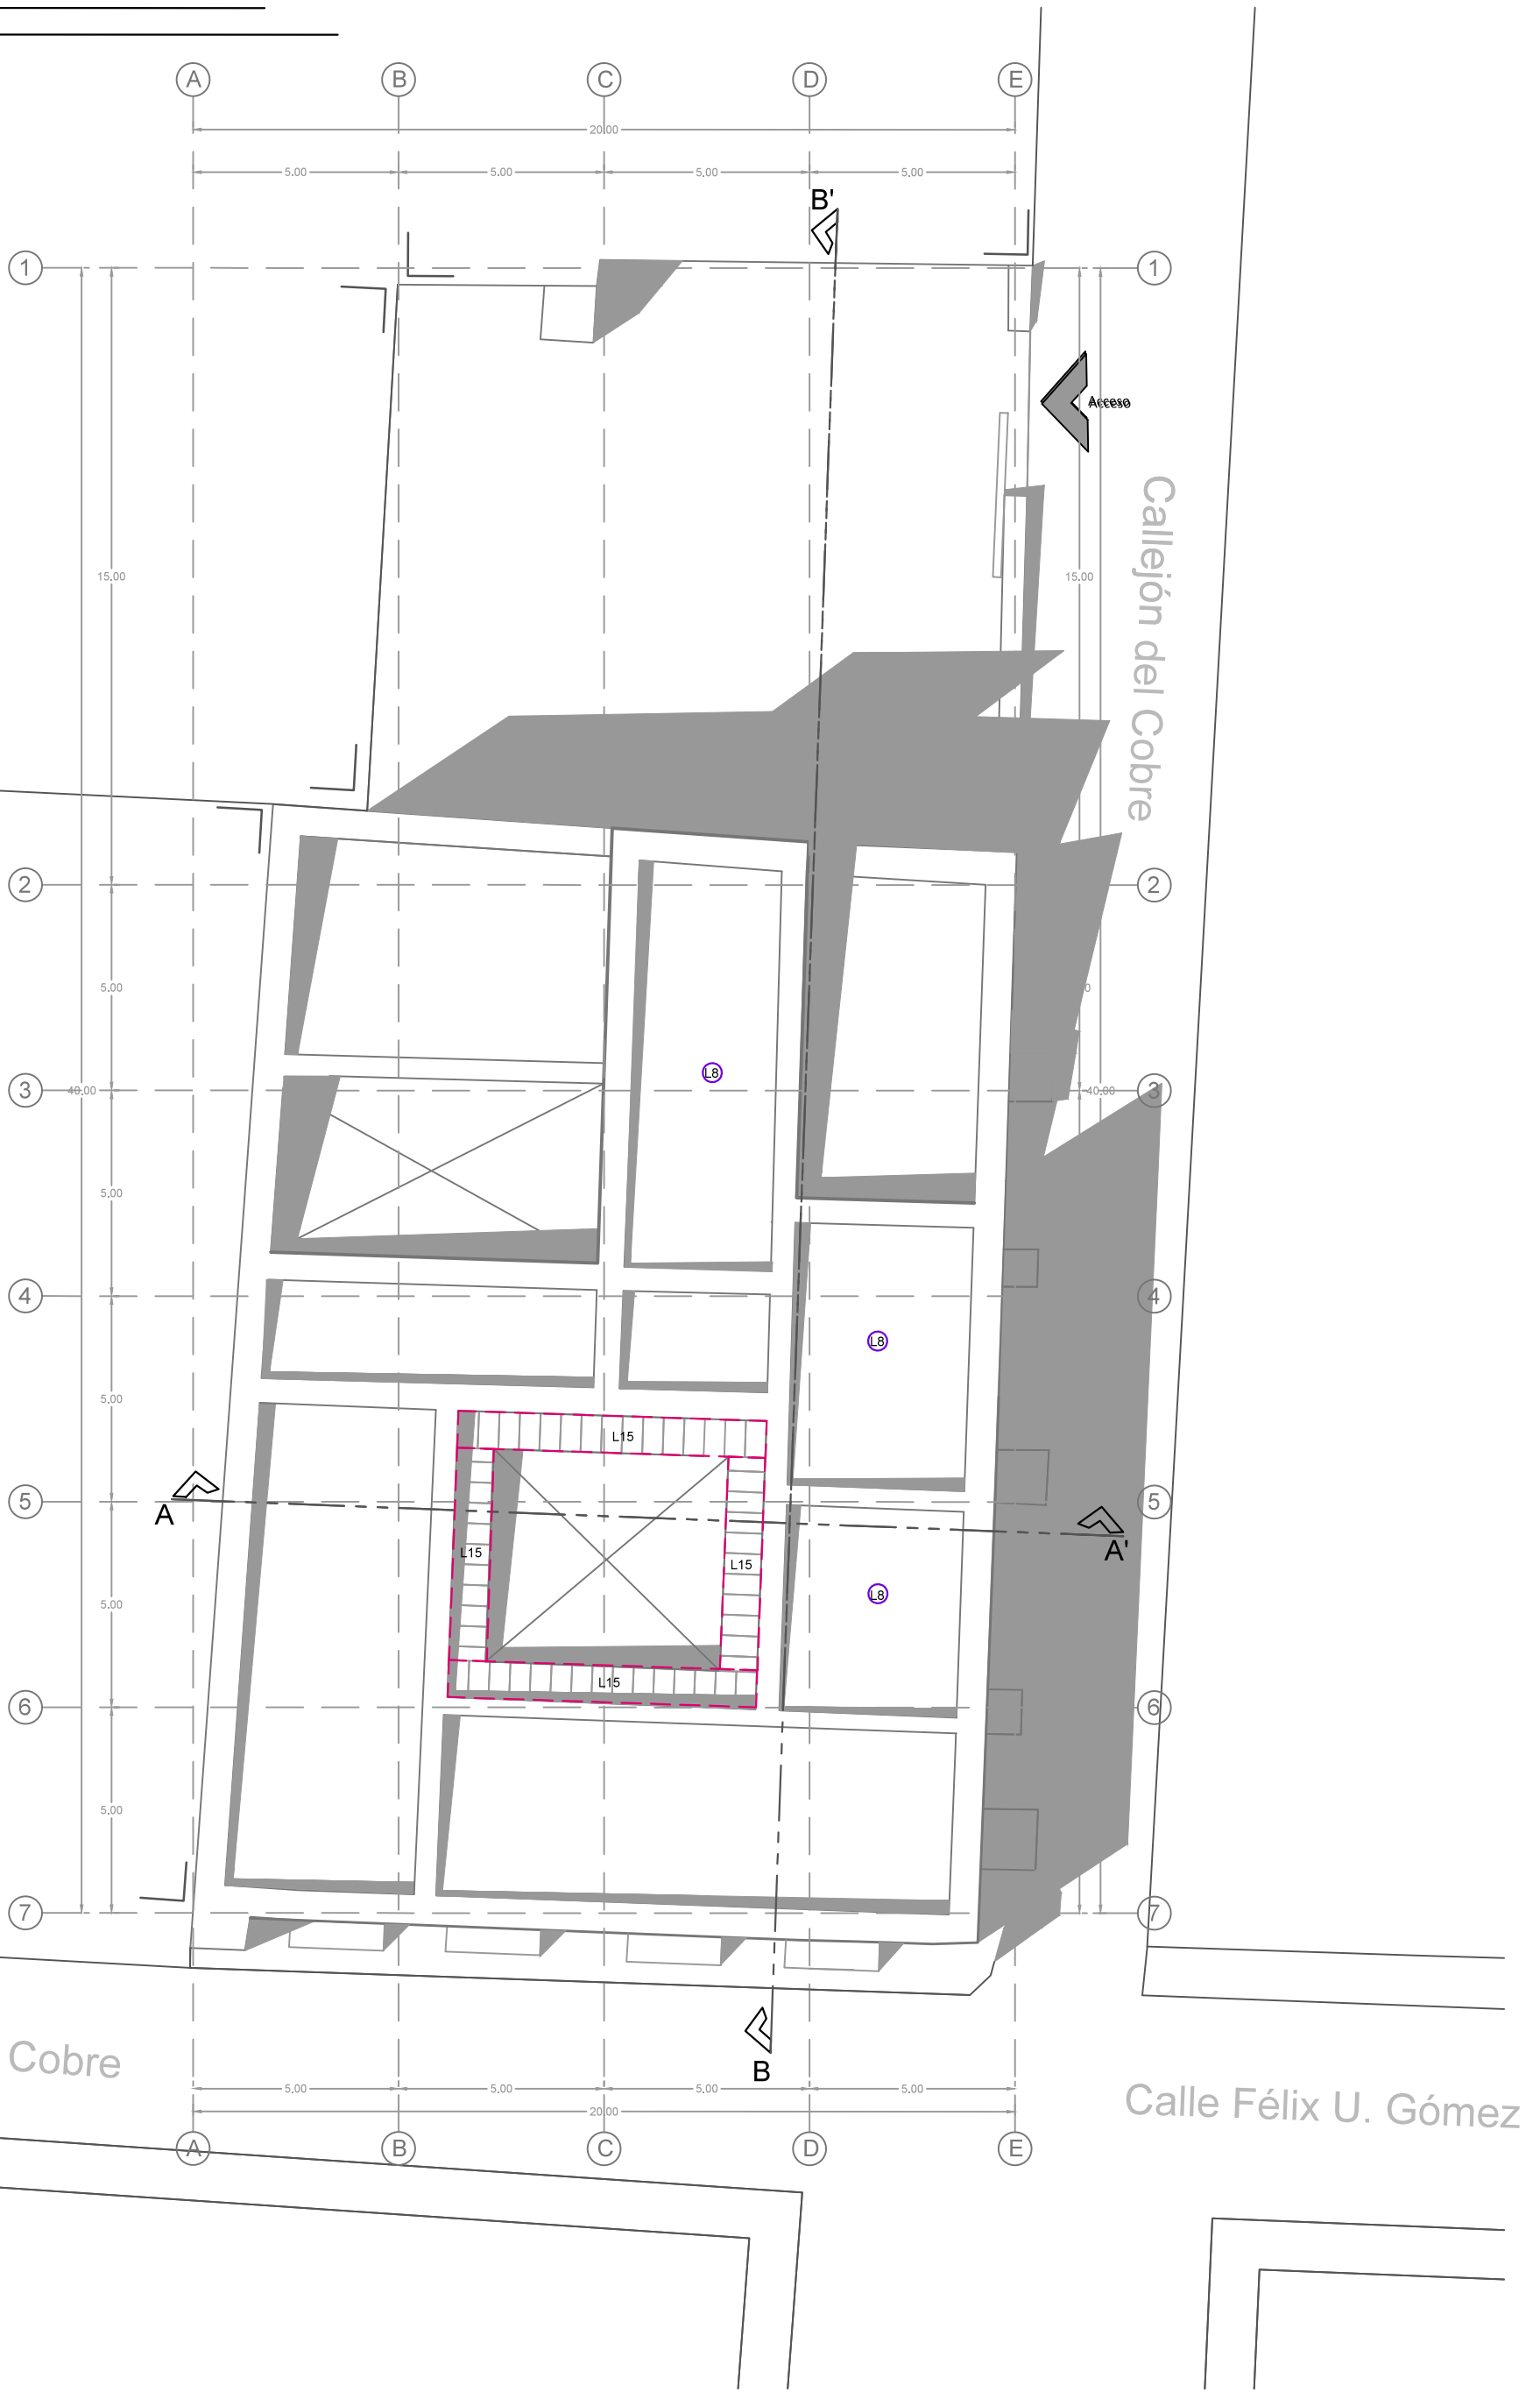 A B C D E
20.00
5.00 5.00 5.00 5.00
B'
1 1
Acceso
Acceso
15.00 15.00
Callejón del Cobre
2 2
5.00 0
L8
3 40.00 40.00 3
5.00
4 4
L8
5.00
L15
5 5
A A'
L15 L15
L8
5.00
L15
6 6
5.00
7 7
Cobre
B
5.00 5.00 5.00 5.00
20.00
Calle Félix U. Gómez
A B C D E